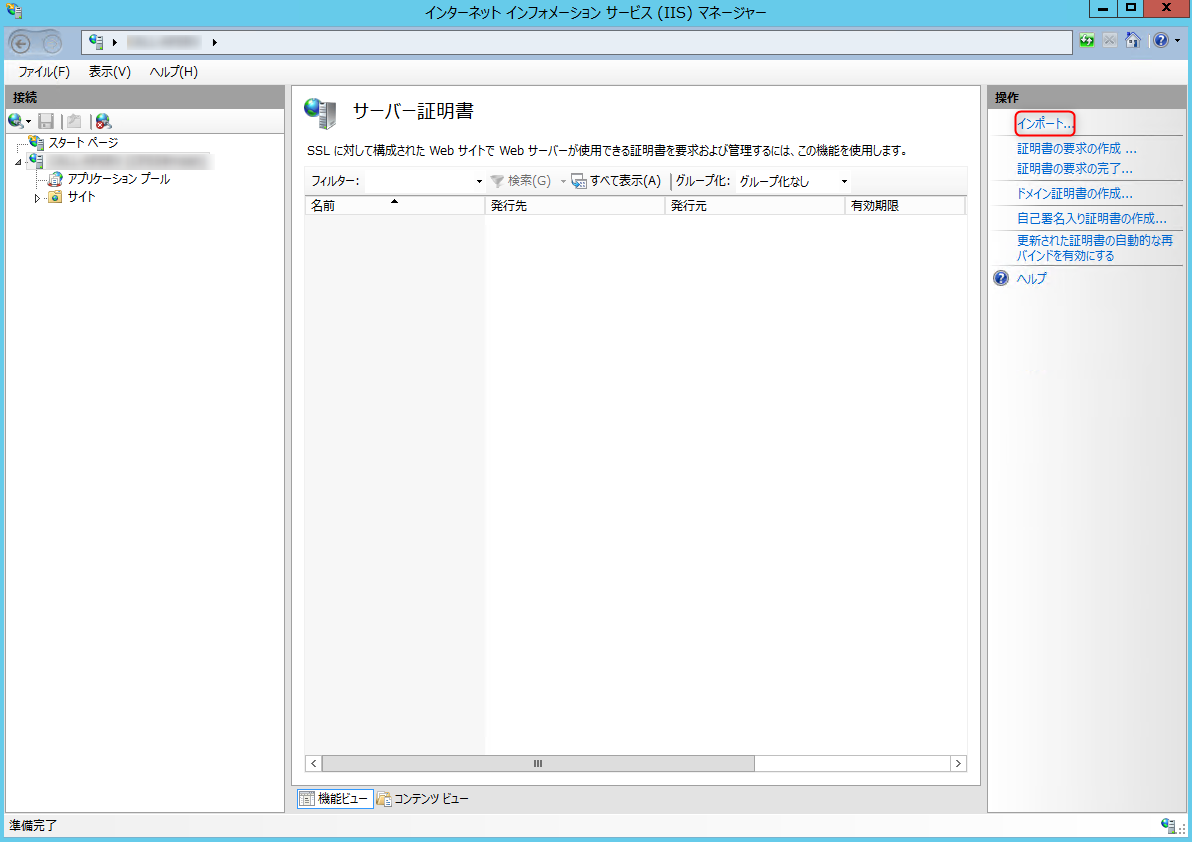 インターネット インフォメーション サービス (IIS) マネージャー
ファイル(F) 表示(V) ヘルプ(H)
接続
スタート ページ
アプリケーション プール
サイト
サーバー証明書
SSL に対して構成された Web サイトで Web サーバーが使用できる証明書を要求および管理するには、この機能を使用します。
フィルター: 検索(G) すべて表示(A) グループ化: グループ化なし
名前 発行先 発行元 有効期限
機能ビュー コンテンツ ビュー
操作
インポート...
証明書の要求の作成 ...
証明書の要求の完了...
ドメイン証明書の作成...
自己署名入り証明書の作成...
更新された証明書の自動的な再
バインドを有効にする
ヘルプ
準備完了